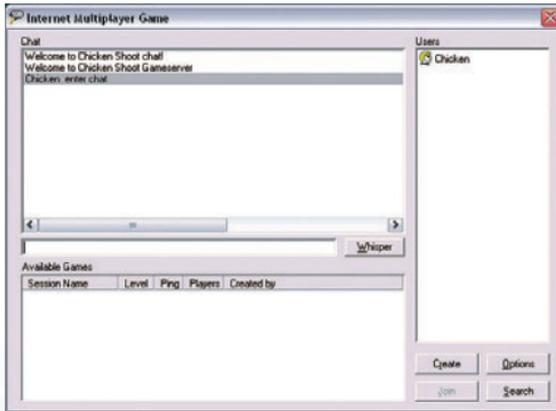 Internet Multiplayer Game
Chat
Welcome to Chicken Shoot chat!
Welcome to Chicken Shoot Gameserver
Chicken enter chat
Users
Chicken
Whisper
Available Games
Session Name Level Ping Players Created by
Create Options
Join Search